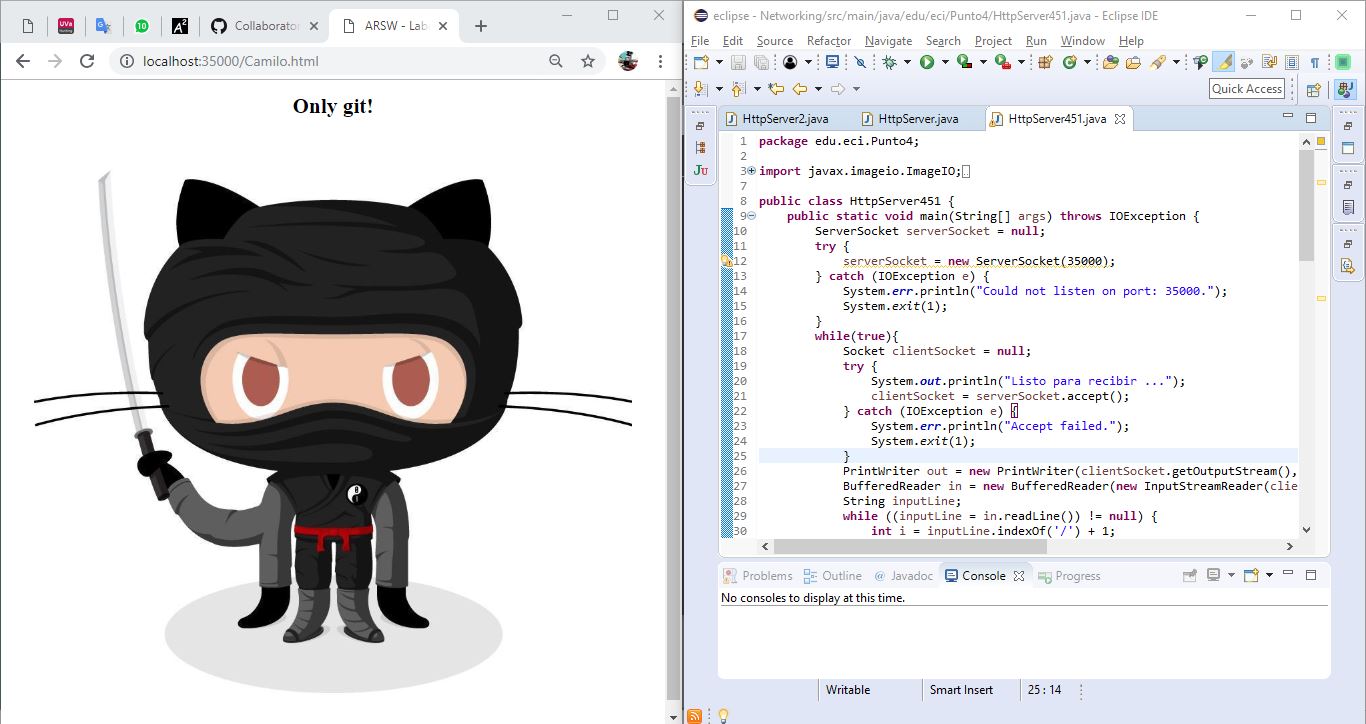 UVa
10
A²
Collaborator
ARSW - Lab
localhost:35000/Camilo.html
Only git!
eclipse - Networking/src/main/java/edu/eci/Punto4/HttpServer451.java - Eclipse IDE
File Edit Source Refactor Navigate Search Project Run Window Help
Quick Access
HttpServer2.java HttpServer.java HttpServer451.java
1 package edu.eci.Punto4;
2
3 import javax.imageio.ImageIO;
7
8 public class HttpServer451 {
9 public static void main(String[] args) throws IOException {
10 ServerSocket serverSocket = null;
11 try {
12 serverSocket = new ServerSocket(35000);
13 } catch (IOException e) {
14 System.err.println("Could not listen on port: 35000.");
15 System.exit(1);
16 }
17 while(true){
18 Socket clientSocket = null;
19 try {
20 System.out.println("Listo para recibir ...");
21 clientSocket = serverSocket.accept();
22 } catch (IOException e) {
23 System.err.println("Accept failed.");
24 System.exit(1);
25 }
26 PrintWriter out = new PrintWriter(clientSocket.getOutputStream(),
27 BufferedReader in = new BufferedReader(new InputStreamReader(clie
28 String inputLine;
29 while ((inputLine = in.readLine()) != null) {
30 int i = inputLine.indexOf('/') + 1;
Problems Outline Javadoc Console Progress
No consoles to display at this time.
Writable Smart Insert 25 : 14